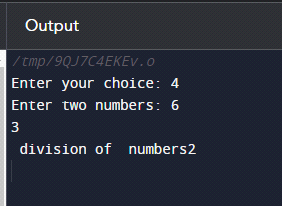 Output
/tmp/9QJ7C4EKEv.o
Enter your choice: 4
Enter two numbers: 6
3
division of  numbers2